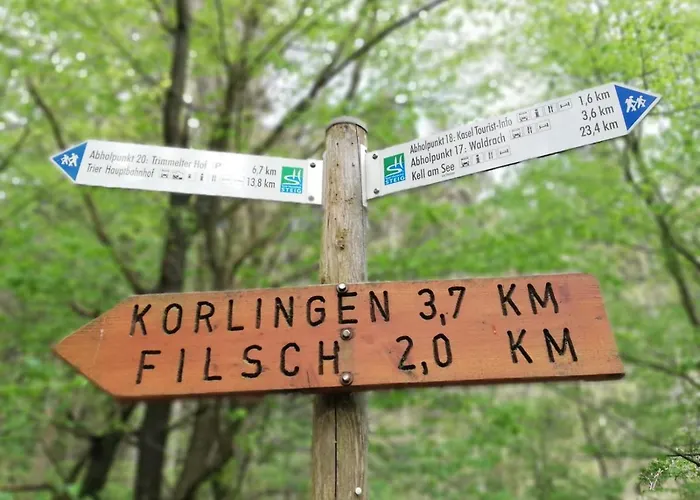 Abholpunkt 20: Trimmelter Hof P 6,7 km
Trier Hauptbahnhof 13,8 km
STEIG
Abholpunkt 18: Kasel Tourist-Info 1,6 km
Abholpunkt 17: Waldrach 3,6 km
Kell am See 23,4 km
STEIG
KORLINGEN 3,7 KM
FILSCH 2,0 KM